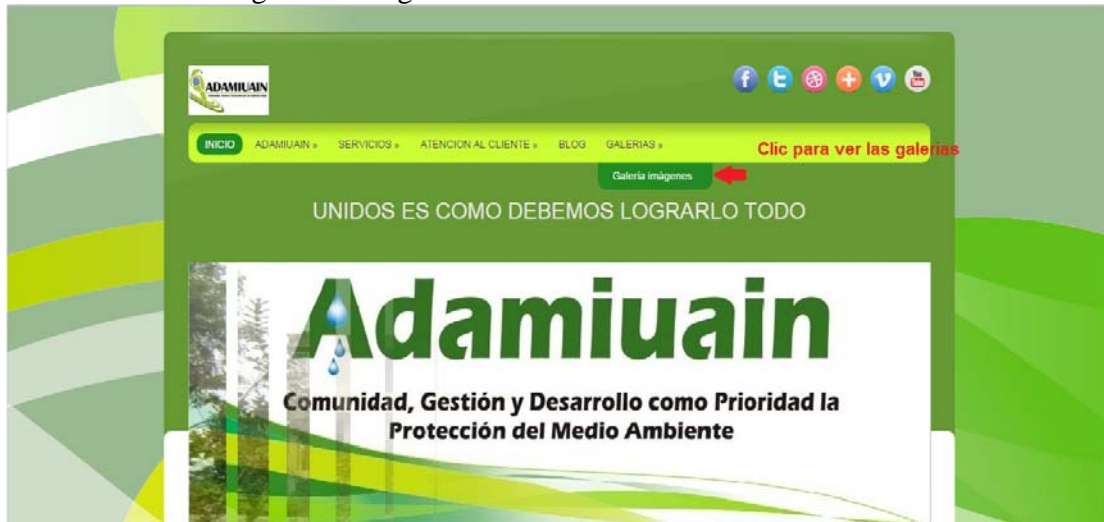 ADAMIUAIN
INICIO ADAMIUAIN » SERVICIOS » ATENCION AL CLIENTE » BLOG GALERIAS »
Clic para ver las galerias
Galería imágenes
UNIDOS ES COMO DEBEMOS LOGRARLO TODO
Adamiuain
Comunidad, Gestión y Desarrollo como Prioridad la
Protección del Medio Ambiente